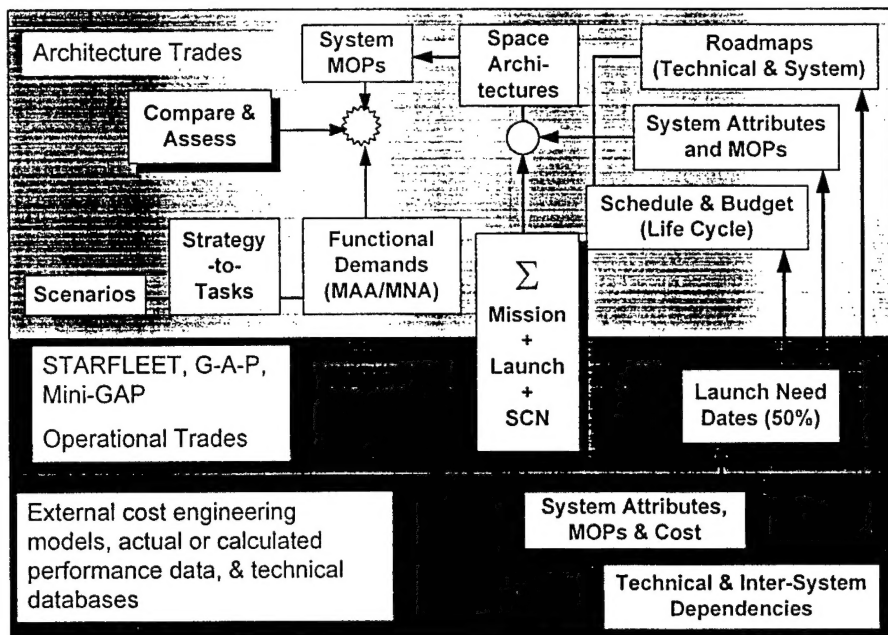 Architecture Trades
System
MOPs
Space
Archi-
tectures
Roadmaps
(Technical & System)
Compare &
Assess
System Attributes
and MOPs
Schedule & Budget
(Life Cycle)
Scenarios
Strategy
-to-
Tasks
Functional
Demands
(MAA/MNA)
Σ
Mission
+
Launch
+
SCN
STARFLEET, G-A-P,
Mini-GAP
Operational Trades
Launch Need
Dates (50%)
External cost engineering
models, actual or calculated
performance data, & technical
databases
System Attributes,
MOPs & Cost
Technical & Inter-System
Dependencies